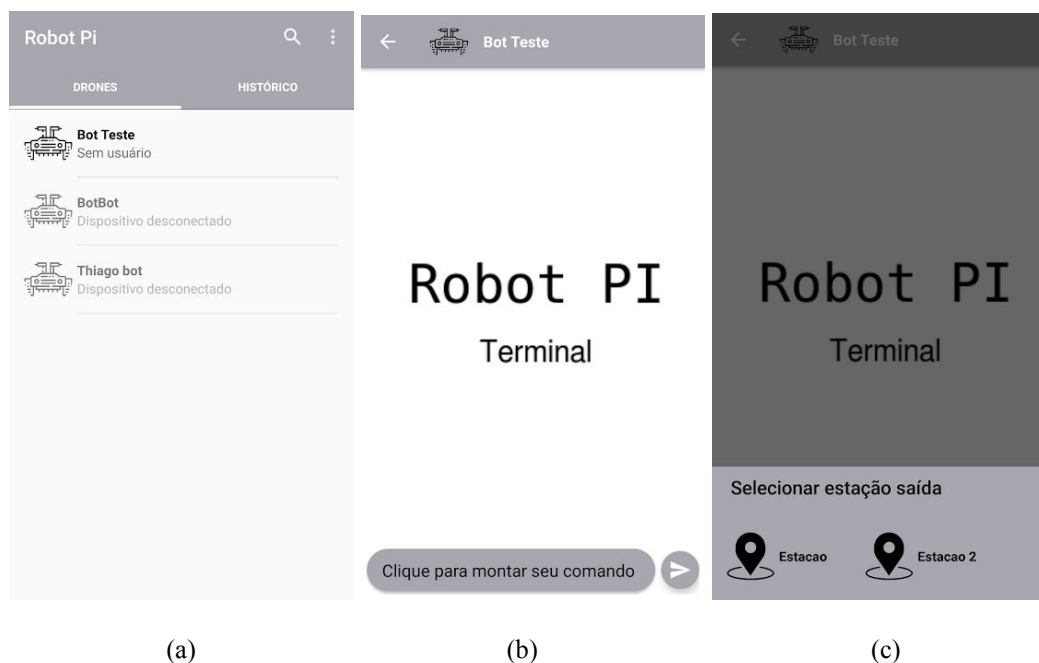 Robot Pi
DRONES HISTÓRICO
Bot Teste
Sem usuário
BotBot
Dispositivo desconectado
Thiago bot
Dispositivo desconectado
(a)
Bot Teste
Robot PI
Terminal
Clique para montar seu comando
(b)
Bot Teste
Robot PI
Terminal
Selecionar estação saída
Estacao Estacao 2
(c)